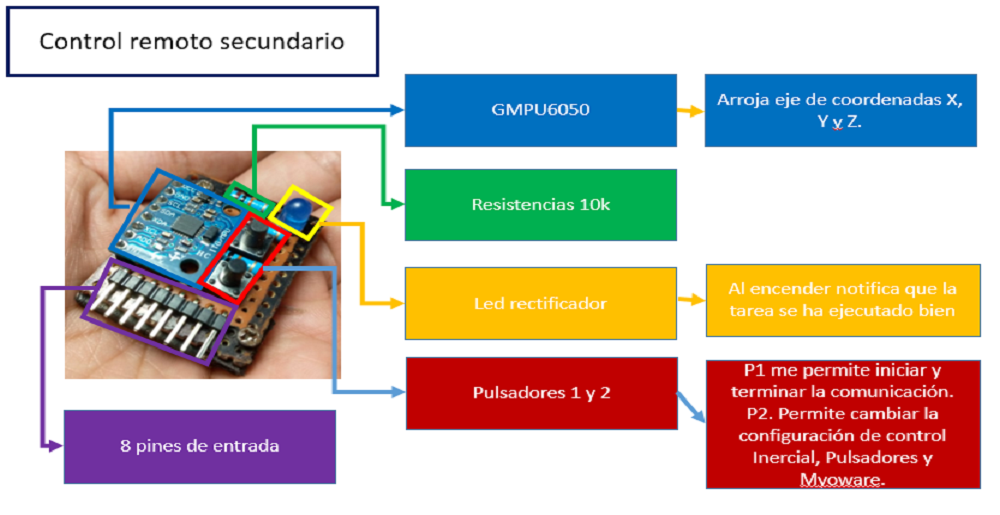 Control remoto secundario
GMPU6050
Arroja eje de coordenadas X,
Y y Z.
Resistencias 10k
Led rectificador
Al encender notifica que la
tarea se ha ejecutado bien
Pulsadores 1 y 2
P1 me permite iniciar y
terminar la comunicación.
P2. Permite cambiar la
configuración de control
Inercial, Pulsadores y
Myoware.
8 pines de entrada